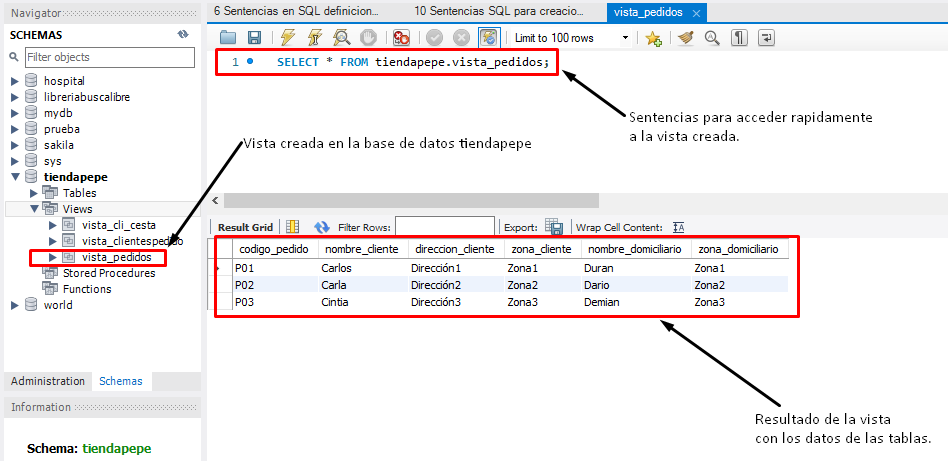 Navigator
6 Sentencias en SQL definicion...
10 Sentencias SQL para creacio...
vista_pedidos
SCHEMAS
Filter objects
hospital
libreriabuscalibre
mydb
prueba
sakila
sys
tiendapepe
Tables
Views
vista_cli_cesta
vista_clientespedido
vista_pedidos
Stored Procedures
Functions
world
Administration Schemas
Information
Schema: tiendapepe
Limit to 100 rows
1 SELECT * FROM tiendapepe.vista_pedidos;
Sentencias para acceder rapidamente
a la vista creada.
Vista creada en la base de datos tiendapepe
Result Grid Filter Rows: Export: Wrap Cell Content: IA
codigo_pedido nombre_cliente direccion_cliente zona_cliente nombre_domiciliario zona_domiciliario
P01 Carlos Dirección1 Zona1 Duran Zona1
P02 Carla Dirección2 Zona2 Dario Zona2
P03 Cintia Dirección3 Zona3 Demian Zona3
Resultado de la vista
con los datos de las tablas.